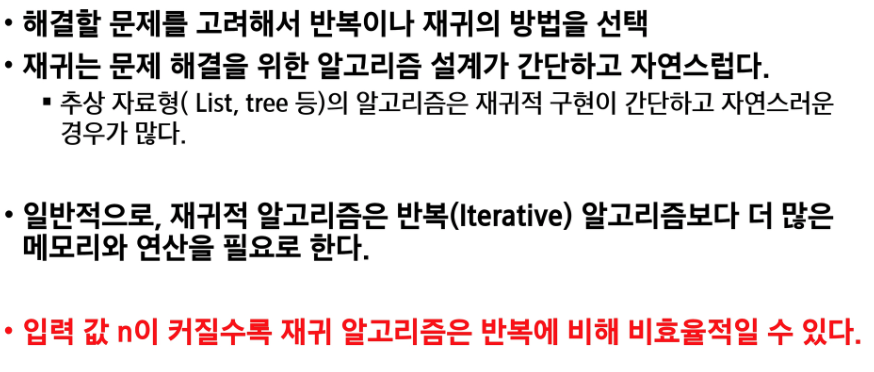 • 해결할 문제를 고려해서 반복이나 재귀의 방법을 선택
• 재귀는 문제 해결을 위한 알고리즘 설계가 간단하고 자연스럽다.
▪ 추상 자료형( List, tree 등)의 알고리즘은 재귀적 구현이 간단하고 자연스러운
경우가 많다.
• 일반적으로, 재귀적 알고리즘은 반복(Iterative) 알고리즘보다 더 많은
메모리와 연산을 필요로 한다.
• 입력 값 n이 커질수록 재귀 알고리즘은 반복에 비해 비효율적일 수 있다.